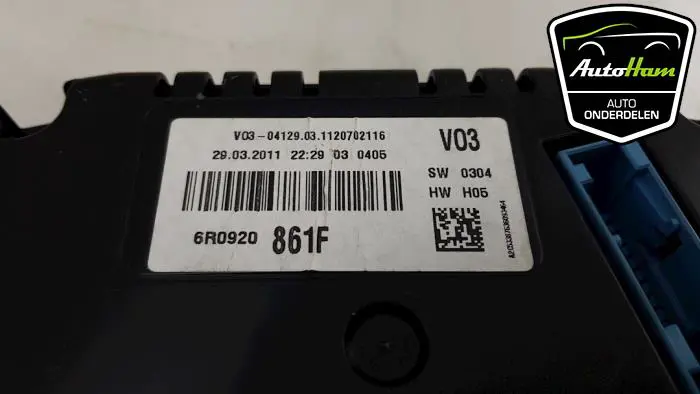 V03-04129.03.1120702116
29.03.2011 22:29 03 0405
6R0920 861F
V03
SW 0304
HW H05
AutoHam
AUTO
ONDERDELEN